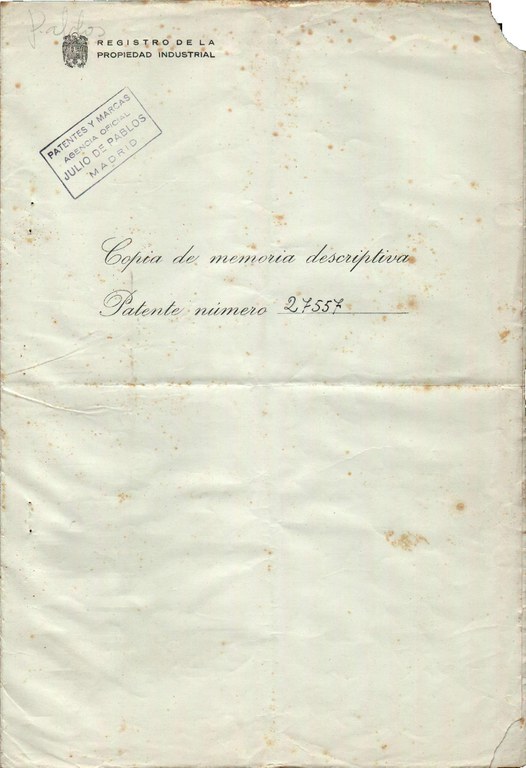 Pablos
REGISTRO DE LA
PROPIEDAD INDUSTRIAL
PATENTES Y MARCAS
AGENCIA OFICIAL
JULIO DE PABLOS
MADRID
Copia de memoria descriptiva
Patente número 27557